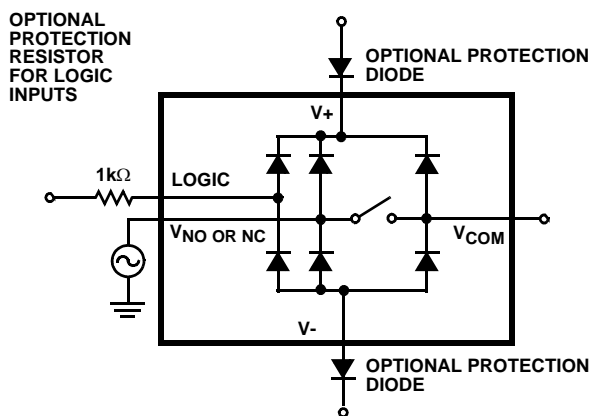 OPTIONAL
PROTECTION
RESISTOR
FOR LOGIC
INPUTS
OPTIONAL PROTECTION
DIODE
V+
1kΩ
LOGIC
VNO OR NC
VCOM
V-
OPTIONAL PROTECTION
DIODE